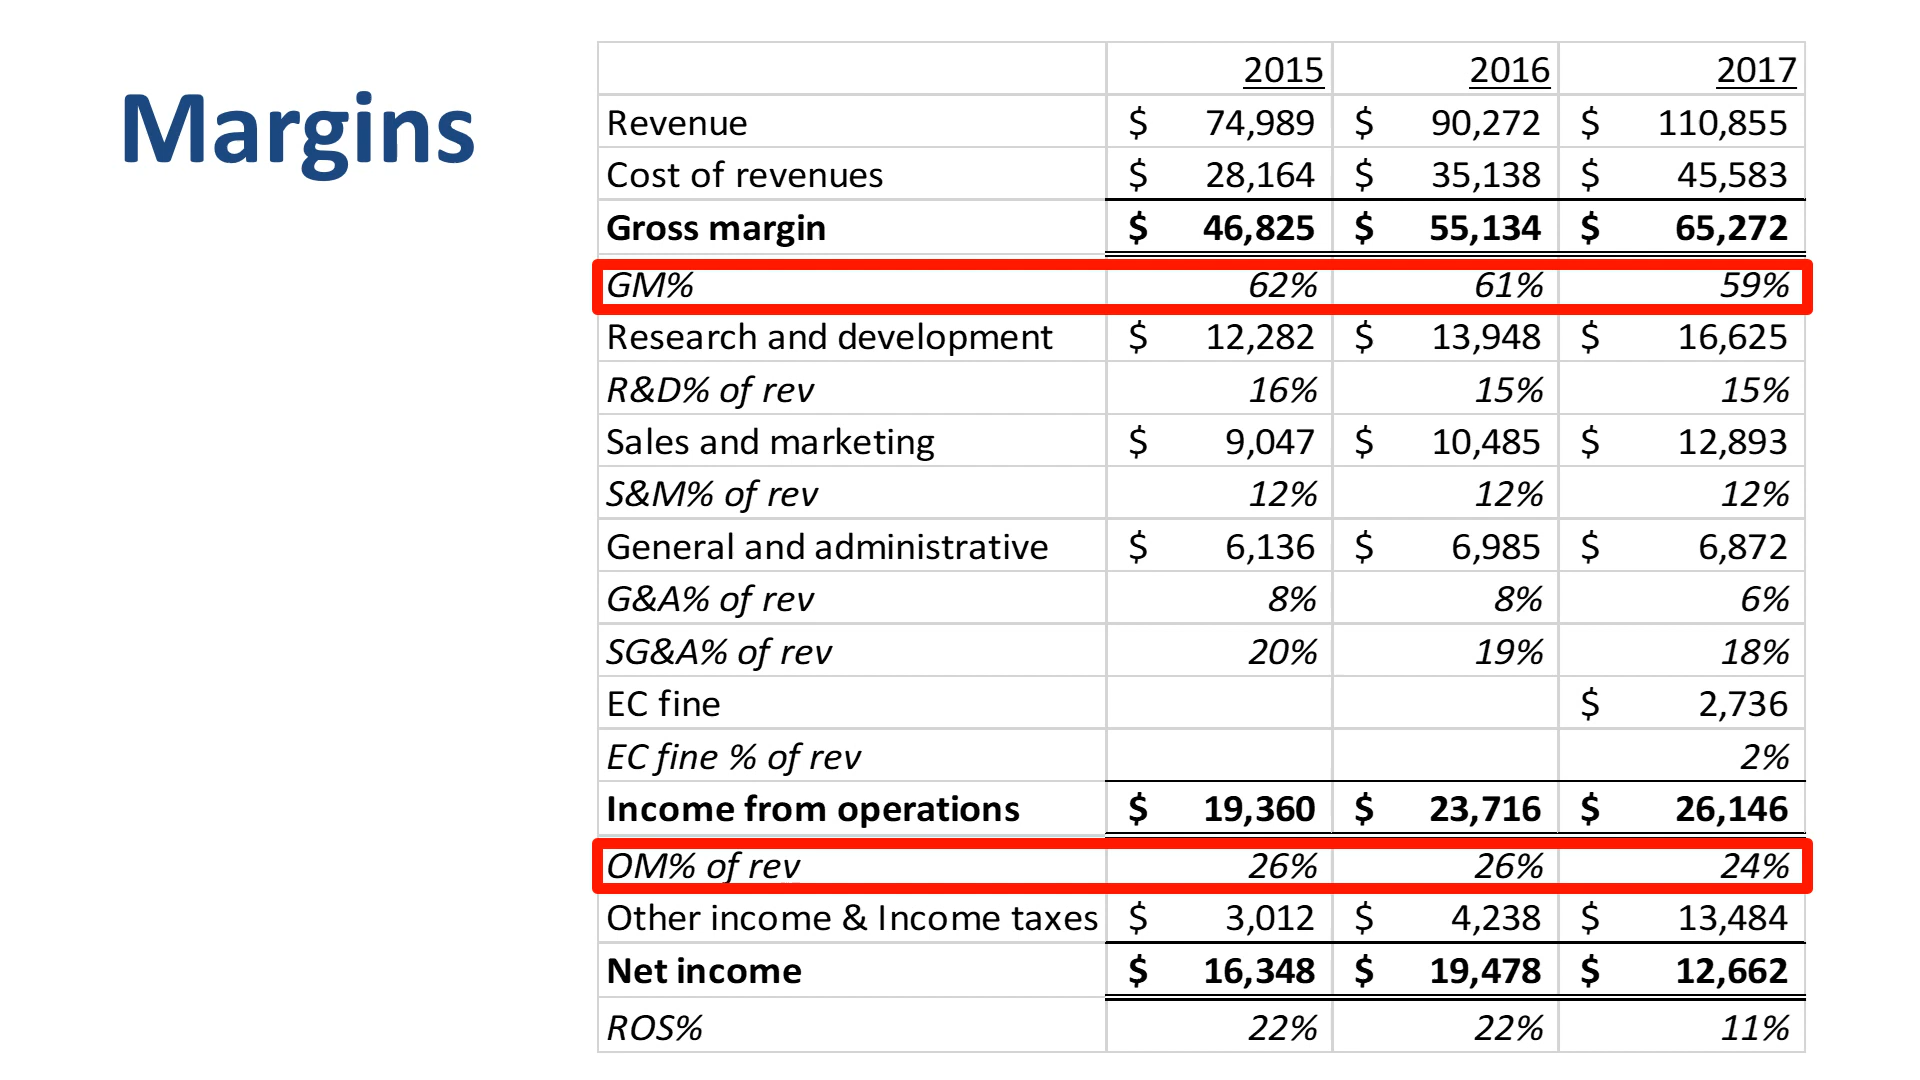 Margins
2015 2016 2017
Revenue $ 74,989 $ 90,272 $ 110,855
Cost of revenues $ 28,164 $ 35,138 $ 45,583
Gross margin $ 46,825 $ 55,134 $ 65,272
GM% 62% 61% 59%
Research and development $ 12,282 $ 13,948 $ 16,625
R&D% of rev 16% 15% 15%
Sales and marketing $ 9,047 $ 10,485 $ 12,893
S&M% of rev 12% 12% 12%
General and administrative $ 6,136 $ 6,985 $ 6,872
G&A% of rev 8% 8% 6%
SG&A% of rev 20% 19% 18%
EC fine $ 2,736
EC fine % of rev 2%
Income from operations $ 19,360 $ 23,716 $ 26,146
OM% of rev 26% 26% 24%
Other income & Income taxes $ 3,012 $ 4,238 $ 13,484
Net income $ 16,348 $ 19,478 $ 12,662
ROS% 22% 22% 11%